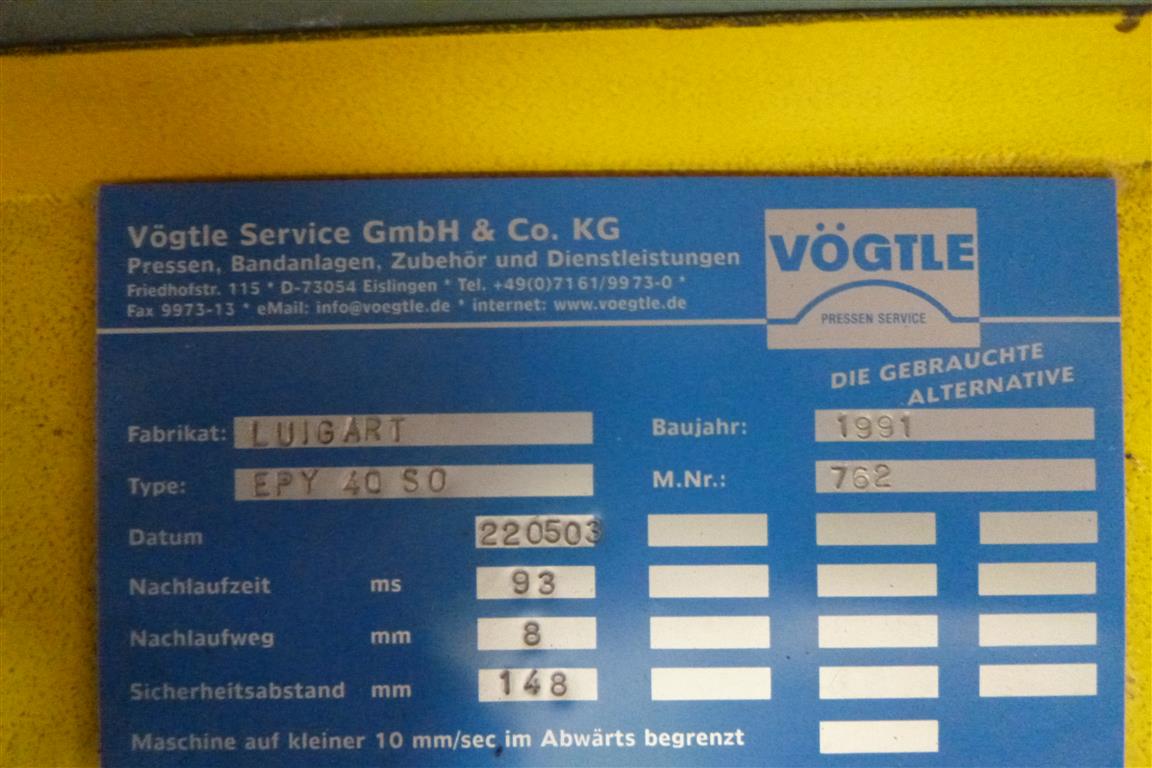 Vögtle Service GmbH & Co. KG
Pressen, Bandanlagen, Zubehör und Dienstleistungen
Friedhofstr. 115 * D-73054 Eislingen * Tel. +49(0)7161/9973-0 *
Fax 9973-13 * eMail: info@voegtle.de * internet: www.voegtle.de
VÖGTLE
PRESSEN SERVICE
DIE GEBRAUCHTE
ALTERNATIVE
Fabrikat: LUIGART Baujahr: 1991
Type: EPY 40 SO M.Nr.: 762
Datum 220503
Nachlaufzeit ms 93
Nachlaufweg mm 8
Sicherheitsabstand mm 148
Maschine auf kleiner 10 mm/sec im Abwärts begrenzt